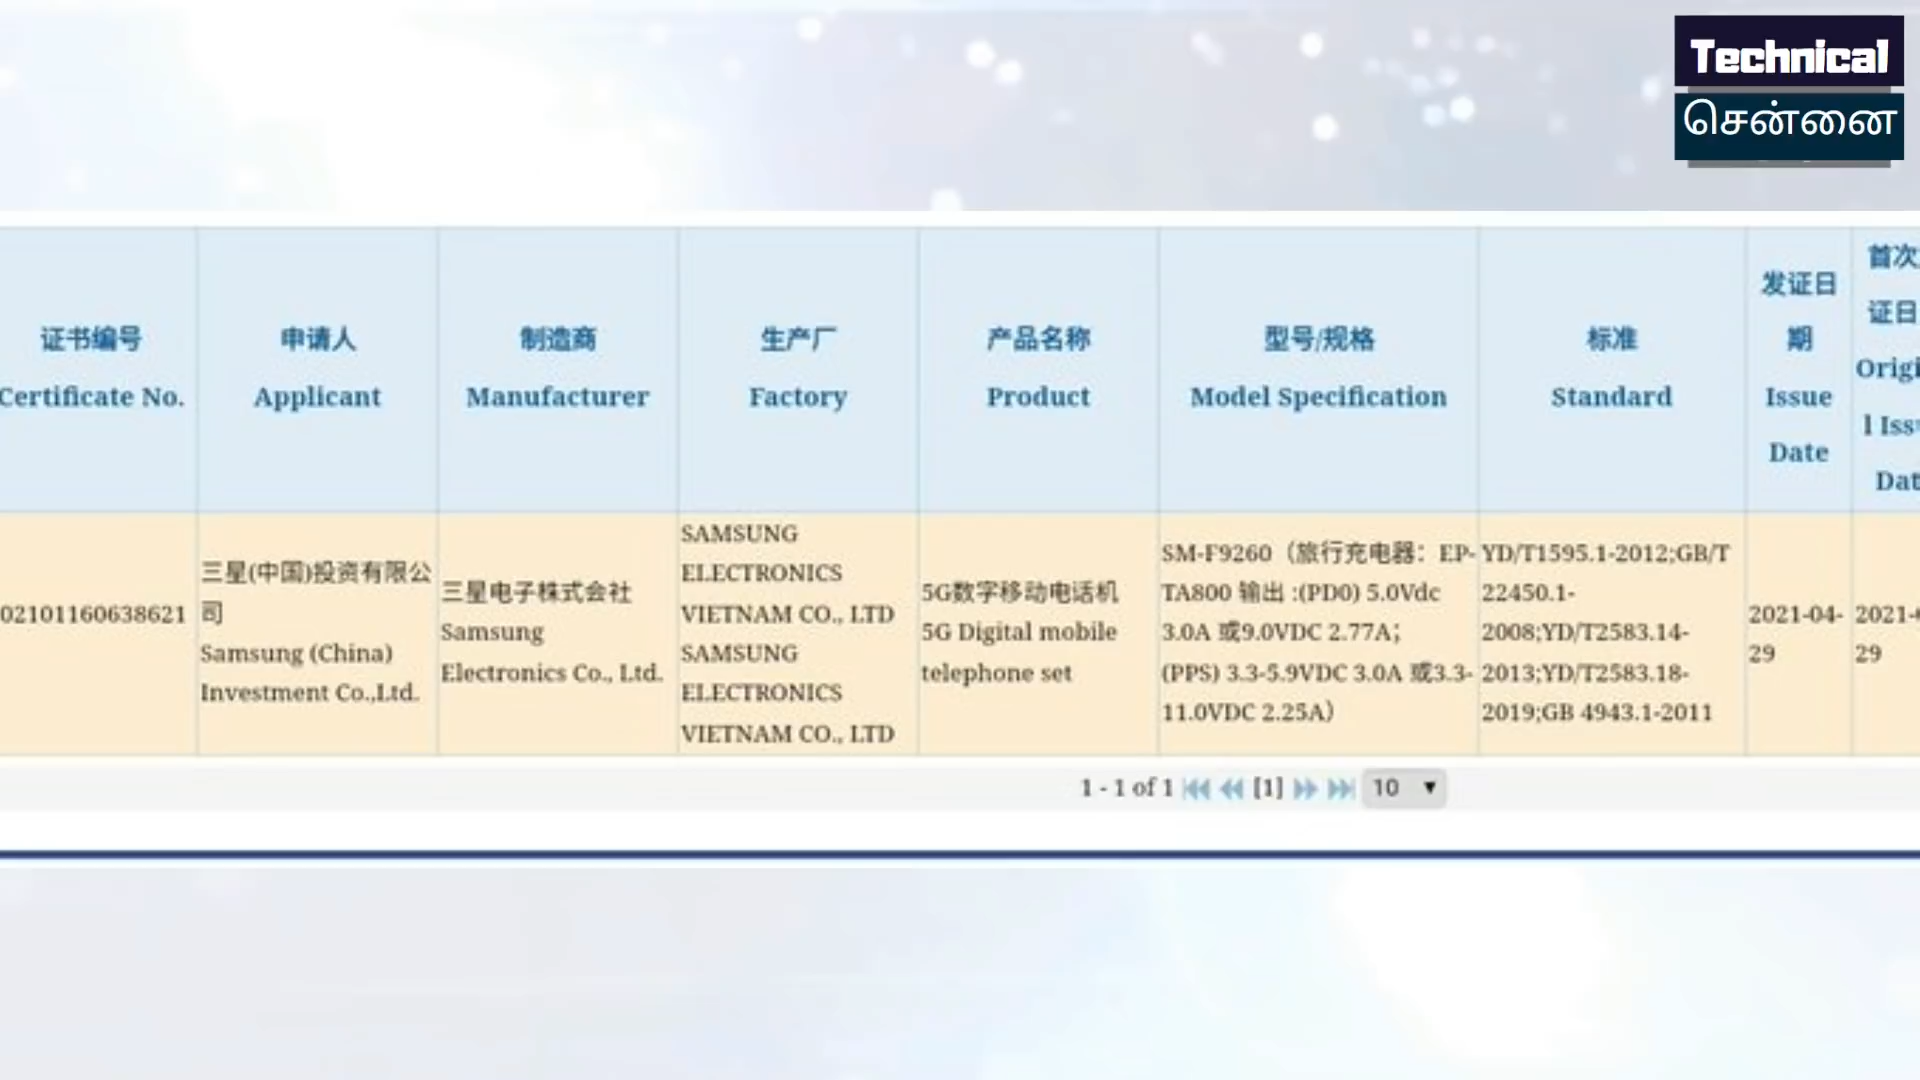 Technical
சென்னை
证书编号
Certificate No.
申请人
Applicant
制造商
Manufacturer
生产厂
Factory
产品名称
Product
型号/规格
Model Specification
标准
Standard
发证日
期
Issue
Date
首次
证日
Origi
l Iss
Dat
02101160638621
三星(中国)投资有限公
司
Samsung (China)
Investment Co.,Ltd.
三星电子株式会社
Samsung
Electronics Co., Ltd.
SAMSUNG
ELECTRONICS
VIETNAM CO., LTD
SAMSUNG
ELECTRONICS
VIETNAM CO., LTD
5G数字移动电话机
5G Digital mobile
telephone set
SM-F9260（旅行充电器：EP-
TA800 输出 :(PD0) 5.0Vdc
3.0A 或9.0VDC 2.77A；
(PPS) 3.3-5.9VDC 3.0A 或3.3-
11.0VDC 2.25A）
YD/T1595.1-2012;GB/T
22450.1-
2008;YD/T2583.14-
2013;YD/T2583.18-
2019;GB 4943.1-2011
2021-04-
29
2021-
29
1 - 1 of 1 [1] 10